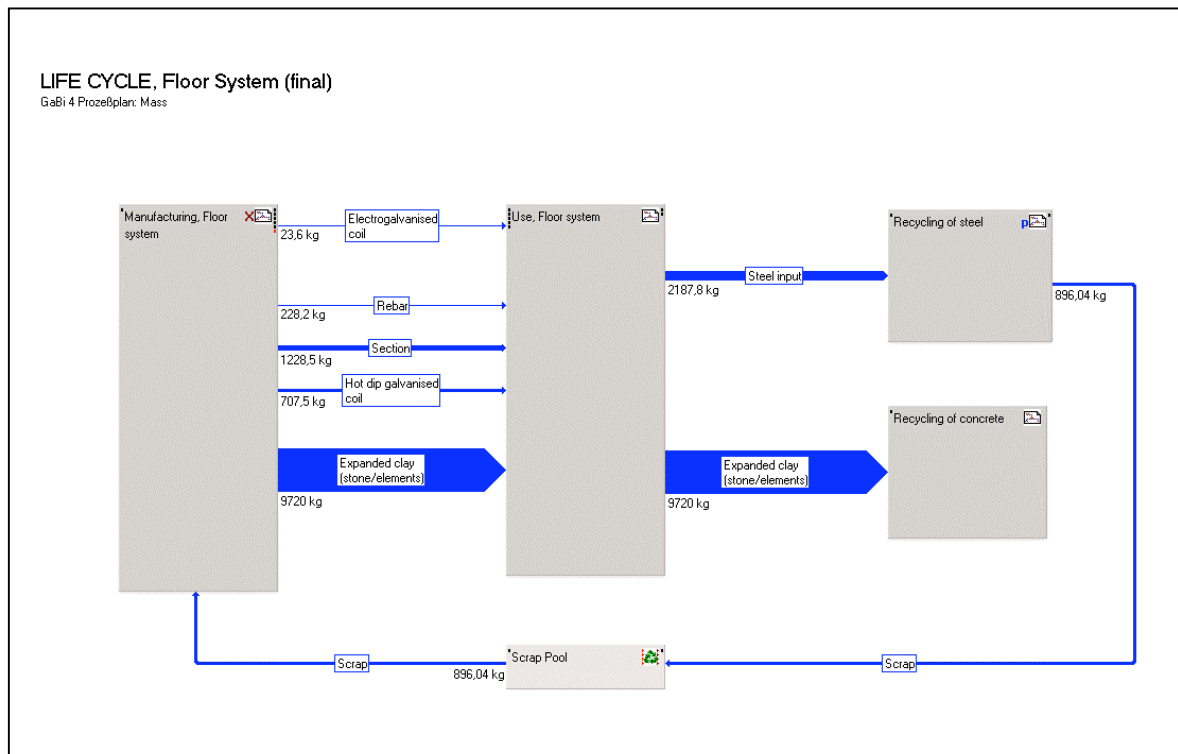 LIFE CYCLE, Floor System (final)
GaBi 4 Prozeßplan: Mass
Manufacturing, Floor
system
Electrogalvanised
coil
23,6 kg
Rebar
228,2 kg
Section
1228,5 kg
Hot dip galvanised
coil
707,5 kg
Expanded clay
(stone/elements)
9720 kg
Use, Floor system
Steel input
2187,8 kg
Expanded clay
(stone/elements)
9720 kg
Recycling of steel
p
896,04 kg
Recycling of concrete
Scrap
896,04 kg
Scrap Pool
Scrap